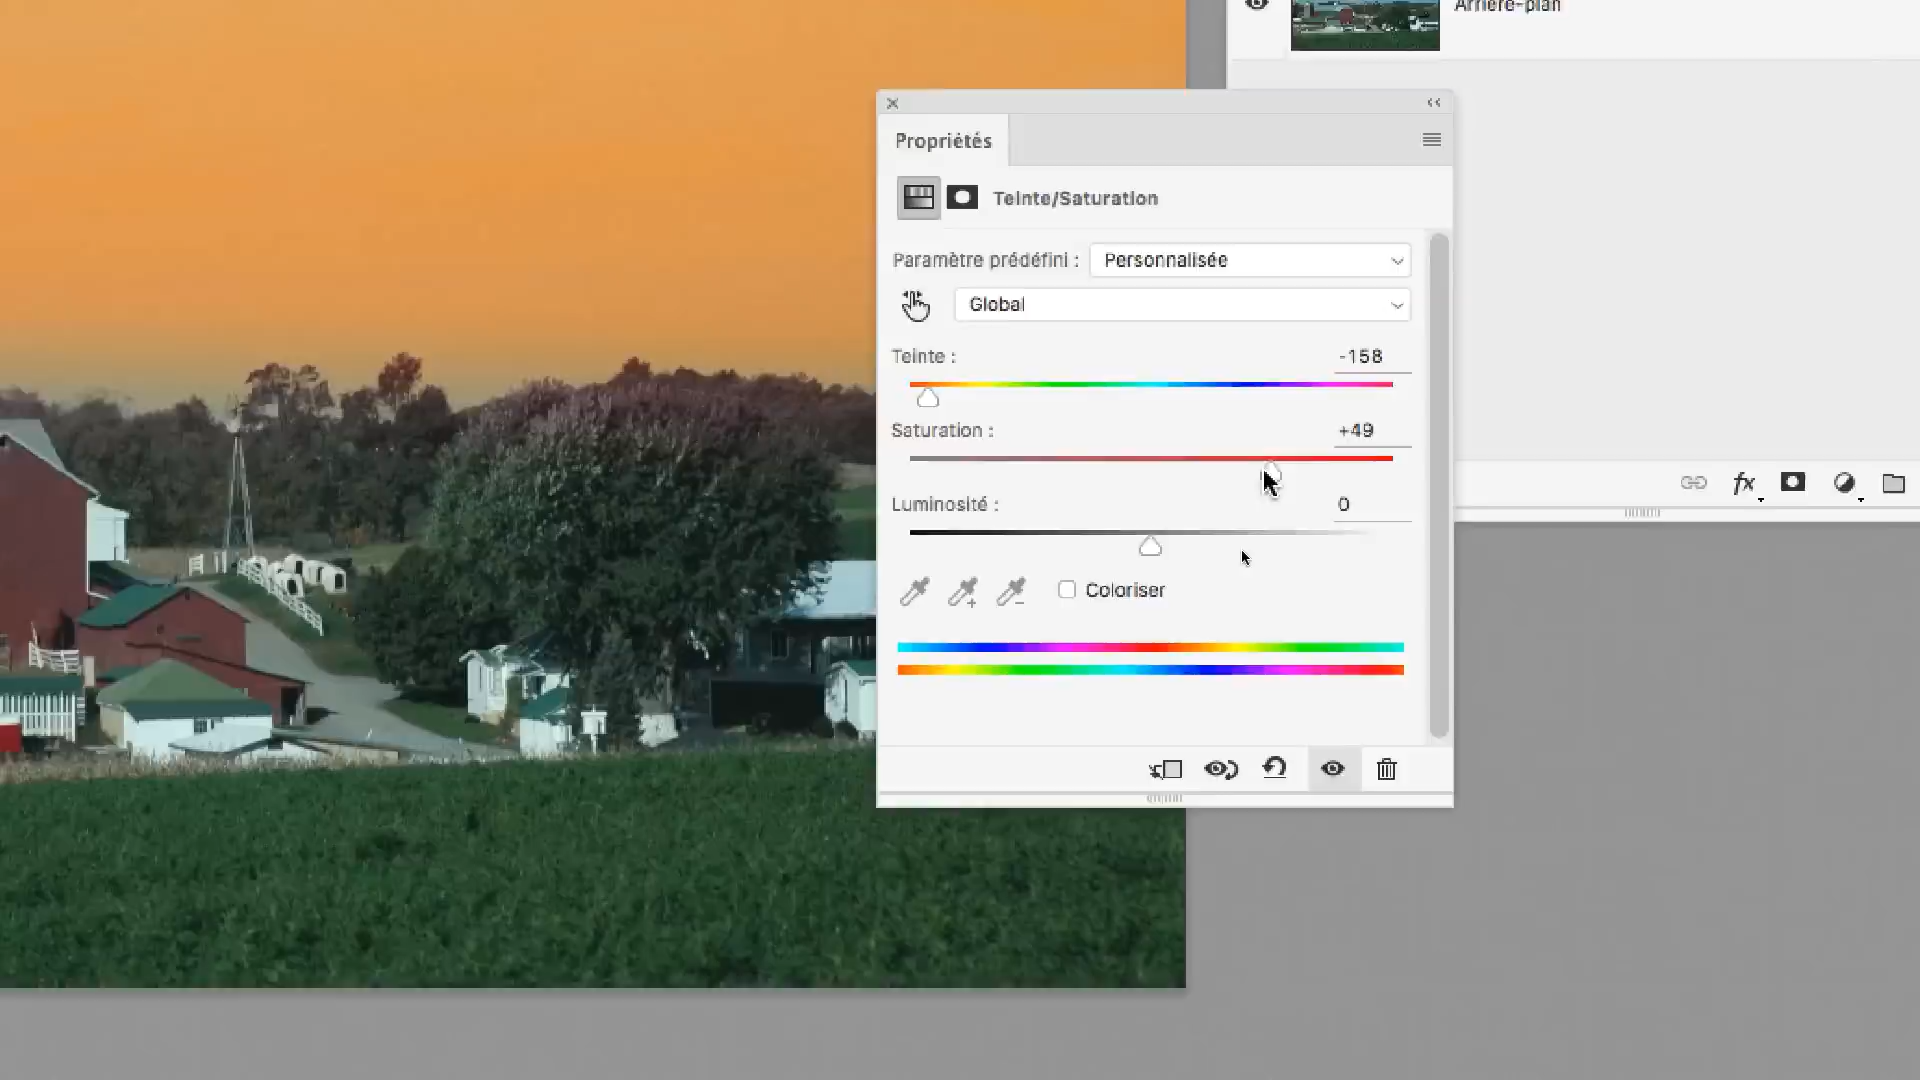 Arrière-plan
Propriétés
Teinte/Saturation
Paramètre prédéfini : Personnalisée
Global
Teinte : -158
Saturation : +49
Luminosité : 0
Coloriser
fx